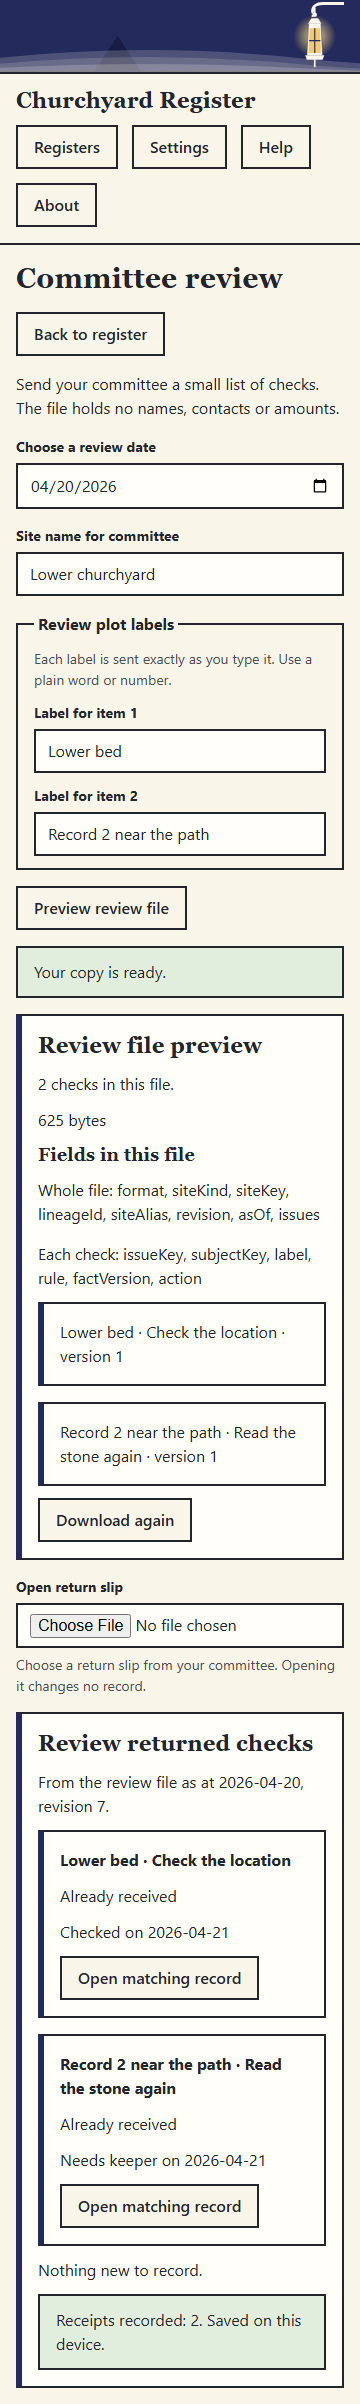 Churchyard Register
Registers
Settings
Help
About
Committee review
Back to register
Send your committee a small list of checks.
The file holds no names, contacts or amounts.
Choose a review date
04/20/2026
Site name for committee
Lower churchyard
Review plot labels
Each label is sent exactly as you type it. Use a
plain word or number.
Label for item 1
Lower bed
Label for item 2
Record 2 near the path
Preview review file
Your copy is ready.
Review file preview
2 checks in this file.
625 bytes
Fields in this file
Whole file: format, siteKind, siteKey,
lineageId, siteAlias, revision, asOf, issues
Each check: issueKey, subjectKey, label,
rule, factVersion, action
Lower bed · Check the location ·
version 1
Record 2 near the path · Read the
stone again · version 1
Download again
Open return slip
Choose File No file chosen
Choose a return slip from your committee. Opening
it changes no record.
Review returned checks
From the review file as at 2026-04-20,
revision 7.
Lower bed · Check the location
Already received
Checked on 2026-04-21
Open matching record
Record 2 near the path · Read
the stone again
Already received
Needs keeper on 2026-04-21
Open matching record
Nothing new to record.
Receipts recorded: 2. Saved on this
device.